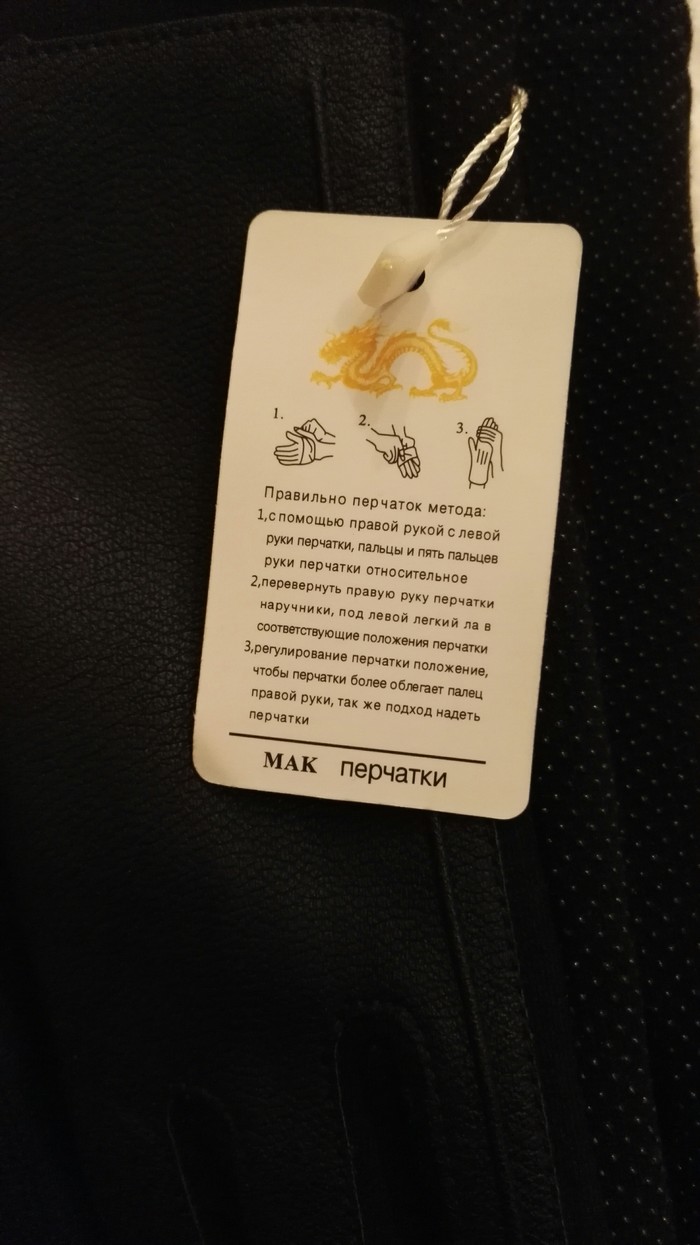 1. 2. 3.
Правильно перчаток метода:
1,с помощью правой рукой с левой
руки перчатки, пальцы и пять пальцев
руки перчатки относительное
2,перевернуть правую руку перчатки
наручники, под левой легкий ла в
соответствующие положения перчатки
3,регулирование перчатки положение,
чтобы перчатки более облегает палец
правой руки, так же подход надеть
перчатки
МАК перчатки